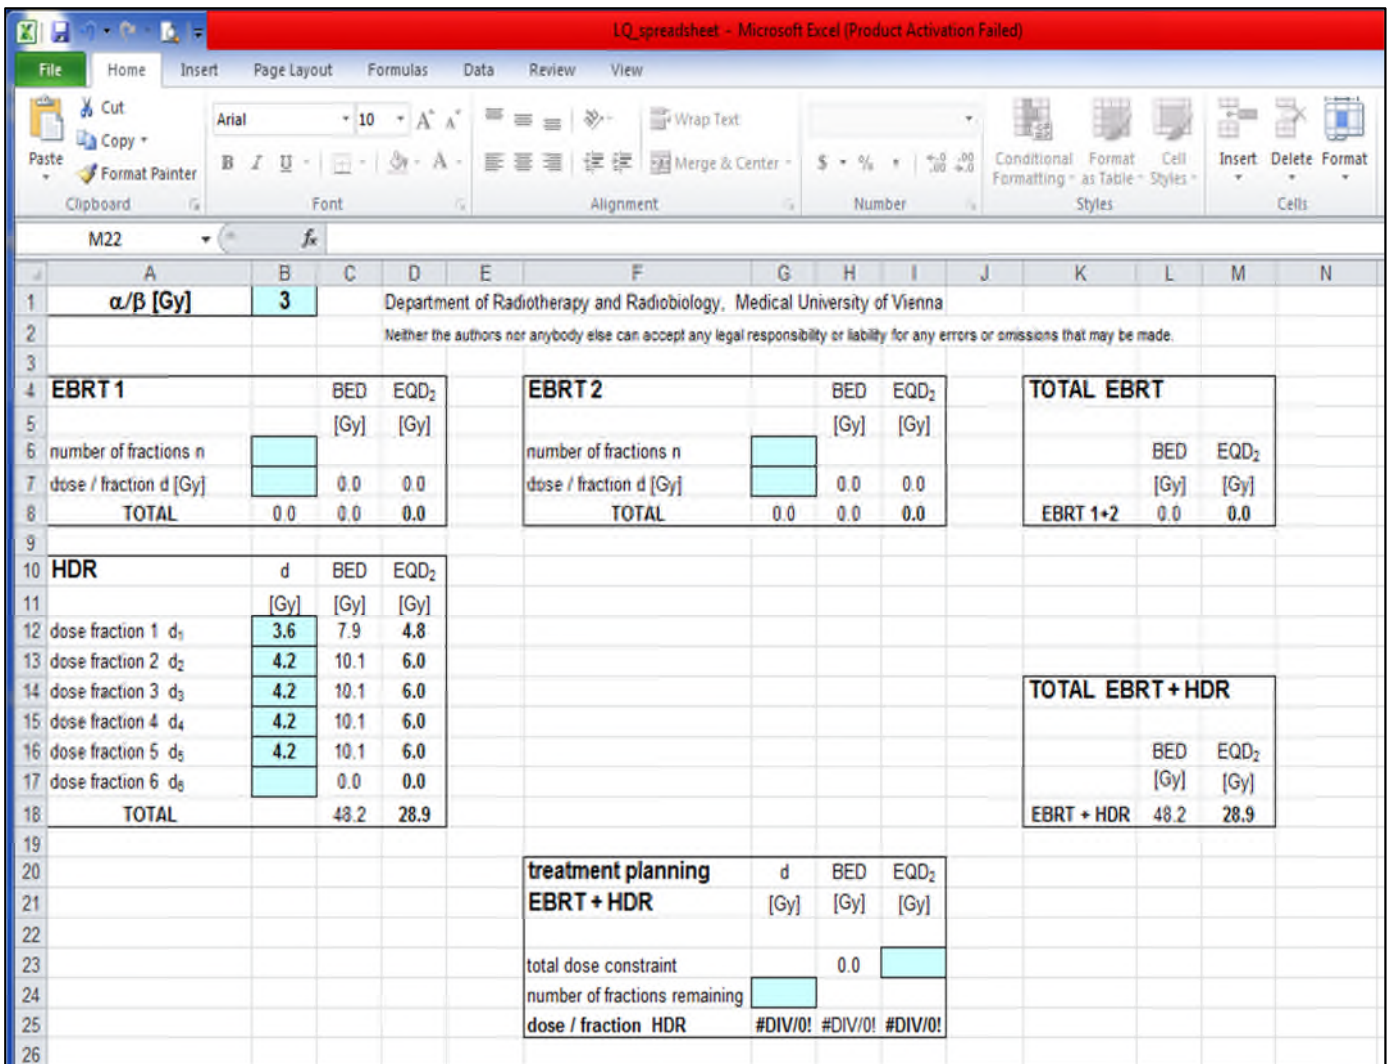 LQ_spreadsheet - Microsoft Excel (Product Activation Failed)
File Home Insert Page Layout Formulas Data Review View
Cut
Copy
Format Painter
Paste
Clipboard
Arial 10 A A
B I U A
Font
Wrap Text
Merge & Center
Alignment
$ % , .00 .00
Number
Conditional Formatting Format as Table Cell Styles
Styles
Insert Delete Format
Cells
M22 fx
A B C D E F G H I J K L M N
1 α/β [Gy] 3 Department of Radiotherapy and Radiobiology, Medical University of Vienna
2 Neither the authors nor anybody else can accept any legal responsibility or liability for any errors or omissions that may be made.
3
4 EBRT 1 BED EQD₂ EBRT 2 BED EQD₂ TOTAL EBRT
5 [Gy] [Gy] [Gy] [Gy]
6 number of fractions n number of fractions n BED EQD₂
7 dose / fraction d [Gy] 0.0 0.0 dose / fraction d [Gy] 0.0 0.0 [Gy] [Gy]
8 TOTAL 0.0 0.0 0.0 TOTAL 0.0 0.0 0.0 EBRT 1+2 0.0 0.0
9
10 HDR d BED EQD₂
11 [Gy] [Gy] [Gy]
12 dose fraction 1 d₁ 3.6 7.9 4.8
13 dose fraction 2 d₂ 4.2 10.1 6.0
14 dose fraction 3 d₃ 4.2 10.1 6.0 TOTAL EBRT + HDR
15 dose fraction 4 d₄ 4.2 10.1 6.0
16 dose fraction 5 d₅ 4.2 10.1 6.0 BED EQD₂
17 dose fraction 6 d₆ 0.0 0.0 [Gy] [Gy]
18 TOTAL 48.2 28.9 EBRT + HDR 48.2 28.9
19
20 treatment planning d BED EQD₂
21 EBRT + HDR [Gy] [Gy] [Gy]
22
23 total dose constraint 0.0
24 number of fractions remaining
25 dose / fraction HDR #DIV/0! #DIV/0! #DIV/0!
26